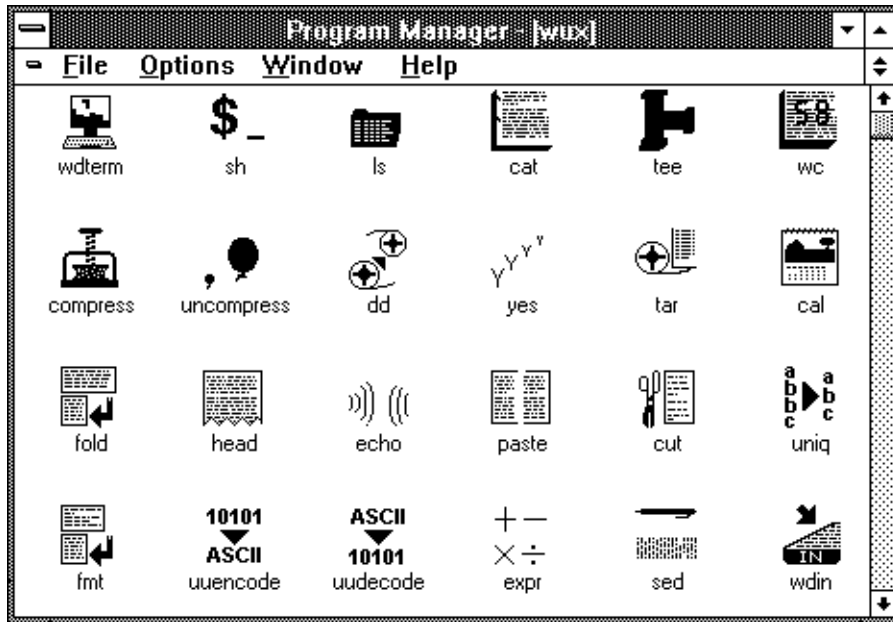 Program Manager - [wux]
File Options Window Help
$ _
58
wdterm sh ls cat tee wc
Y Y Y Y
compress uncompress dd yes tar cal
a b b c a b c
fold head echo paste cut uniq
10101 ASCII + −
ASCII 10101 × ÷ IN
fmt uuencode uudecode expr sed wdin